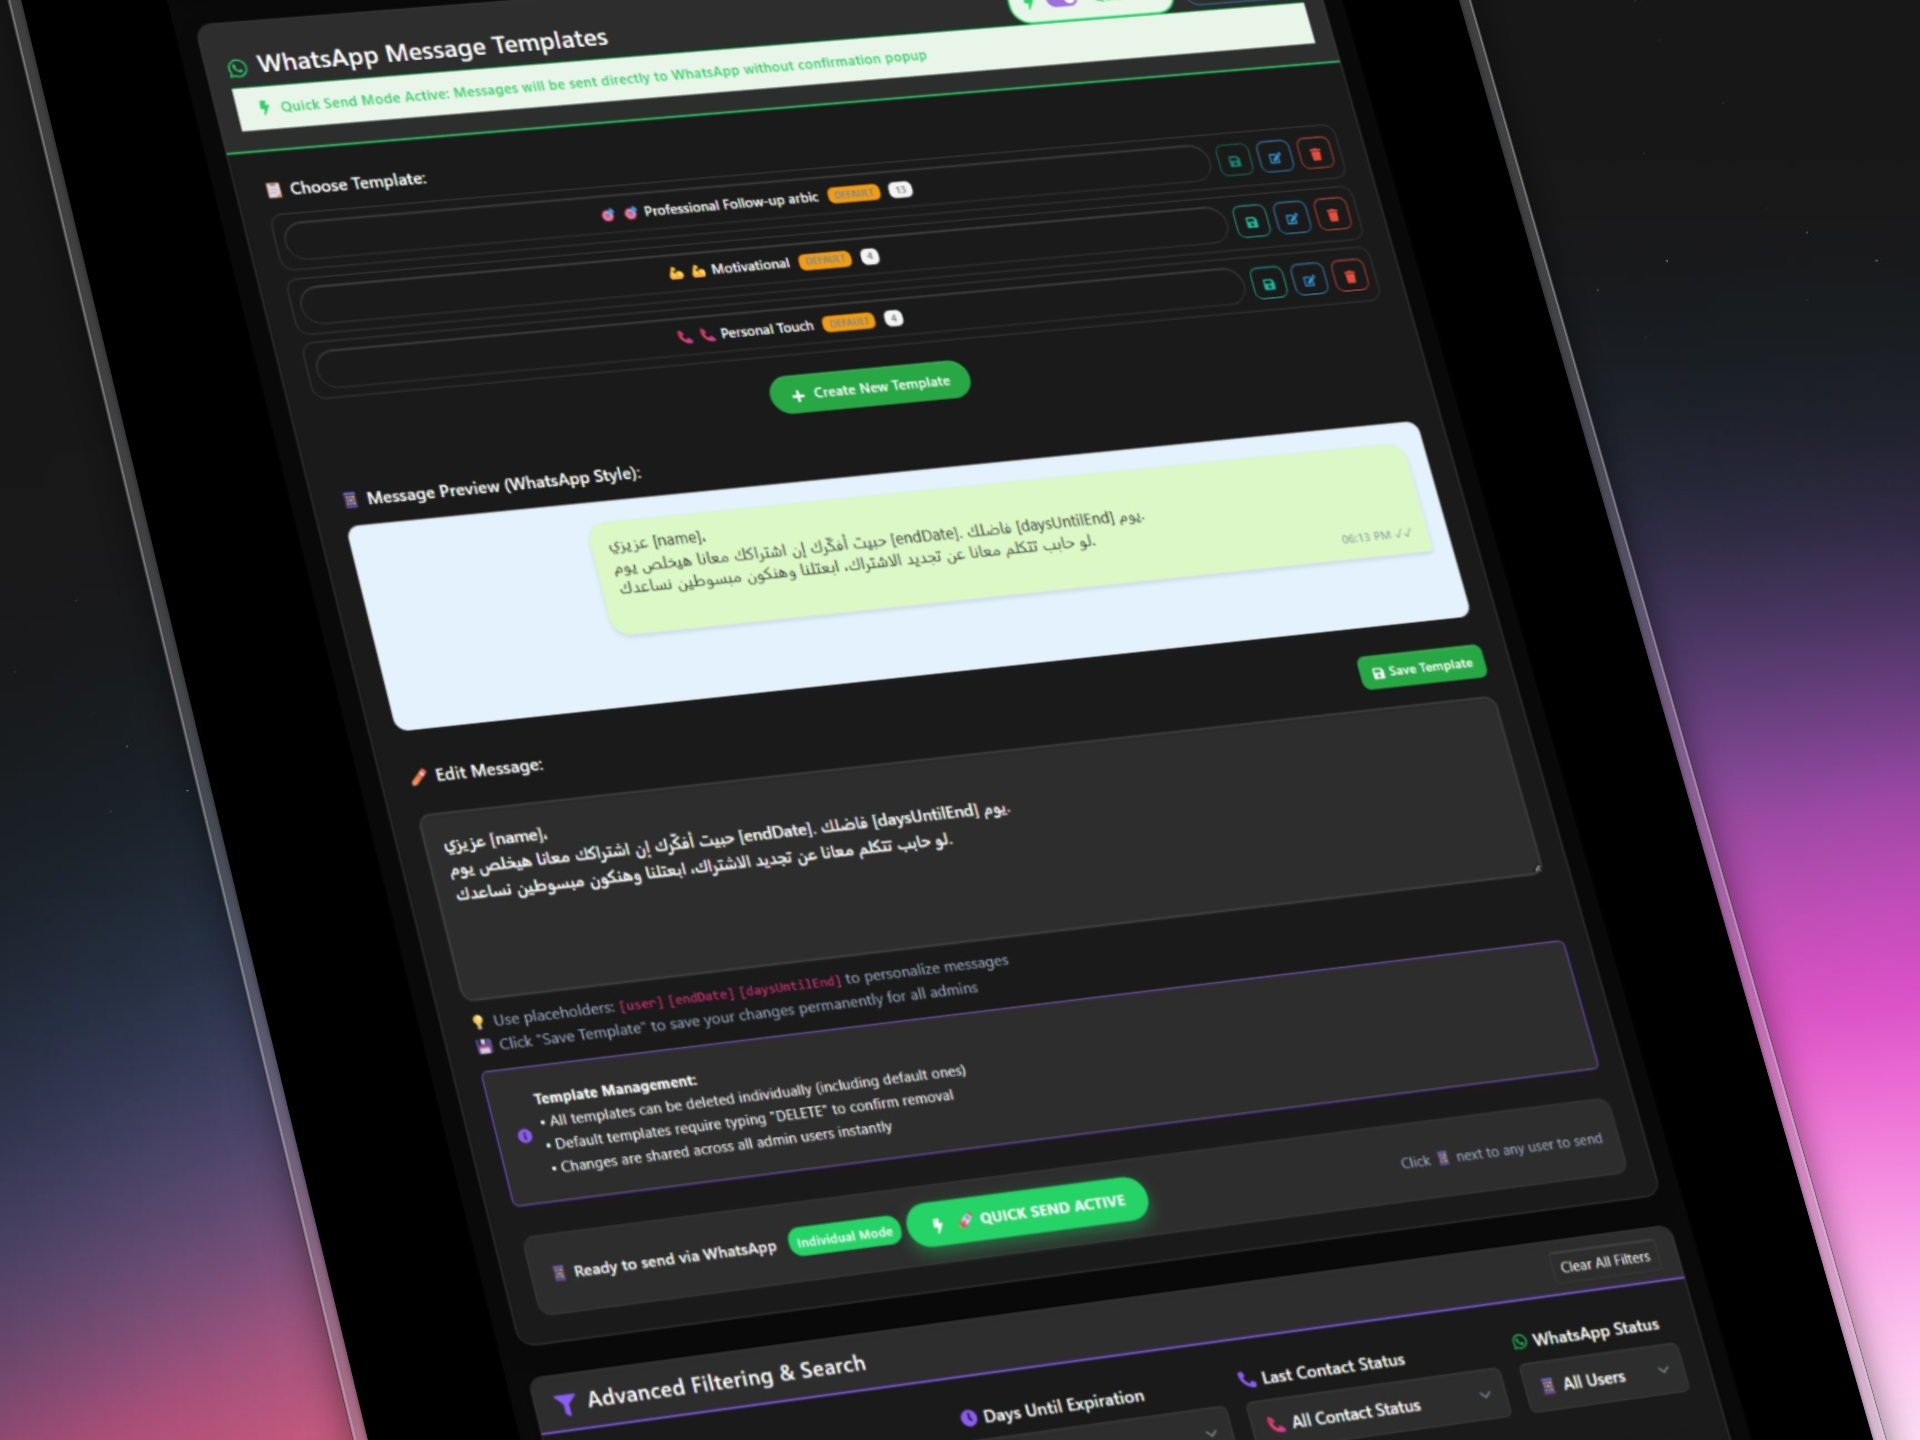 WhatsApp Message Templates
Quick Send Mode Active: Messages will be sent directly to WhatsApp without confirmation popup
Choose Template:
Professional Follow-up arbic DEFAULT 13
Motivational DEFAULT 4
Personal Touch DEFAULT 4
Create New Template
Message Preview (WhatsApp Style):
عزيزي [name]،
حبيت أفكّرك إن اشتراكك معانا هيخلص يوم [endDate]. فاضلك [daysUntilEnd] يوم.
لو حابب تتكلم معانا عن تجديد الاشتراك، ابعتلنا وهنكون مبسوطين نساعدك.
06:13 PM ✓✓
Save Template
Edit Message:
عزيزي [name]،
حبيت أفكّرك إن اشتراكك معانا هيخلص يوم [endDate]. فاضلك [daysUntilEnd] يوم.
لو حابب تتكلم معانا عن تجديد الاشتراك، ابعتلنا وهنكون مبسوطين نساعدك.
Use placeholders: [user] [endDate] [daysUntilEnd] to personalize messages
Click "Save Template" to save your changes permanently for all admins
Template Management:
• All templates can be deleted individually (including default ones)
• Default templates require typing "DELETE" to confirm removal
• Changes are shared across all admin users instantly
Ready to send via WhatsApp Individual Mode QUICK SEND ACTIVE
Click next to any user to send
Advanced Filtering & Search
Clear All Filters
Days Until Expiration
Last Contact Status
All Contact Status
WhatsApp Status
All Users